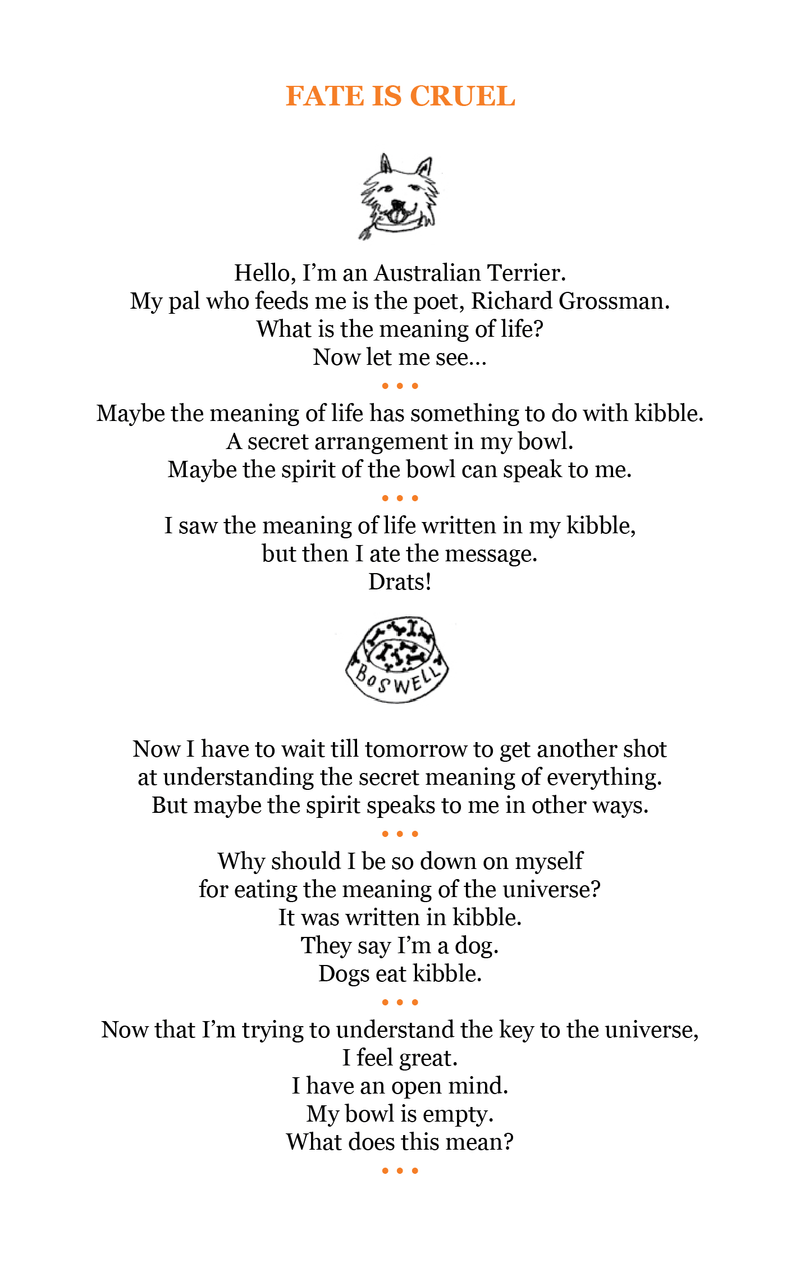 FATE IS CRUEL
Hello, I’m an Australian Terrier.
My pal who feeds me is the poet, Richard Grossman.
What is the meaning of life?
Now let me see...
• • •
Maybe the meaning of life has something to do with kibble.
A secret arrangement in my bowl.
Maybe the spirit of the bowl can speak to me.
• • •
I saw the meaning of life written in my kibble,
but then I ate the message.
Drats!
BOSWELL
Now I have to wait till tomorrow to get another shot
at understanding the secret meaning of everything.
But maybe the spirit speaks to me in other ways.
• • •
Why should I be so down on myself
for eating the meaning of the universe?
It was written in kibble.
They say I’m a dog.
Dogs eat kibble.
• • •
Now that I’m trying to understand the key to the universe,
I feel great.
I have an open mind.
My bowl is empty.
What does this mean?
• • •